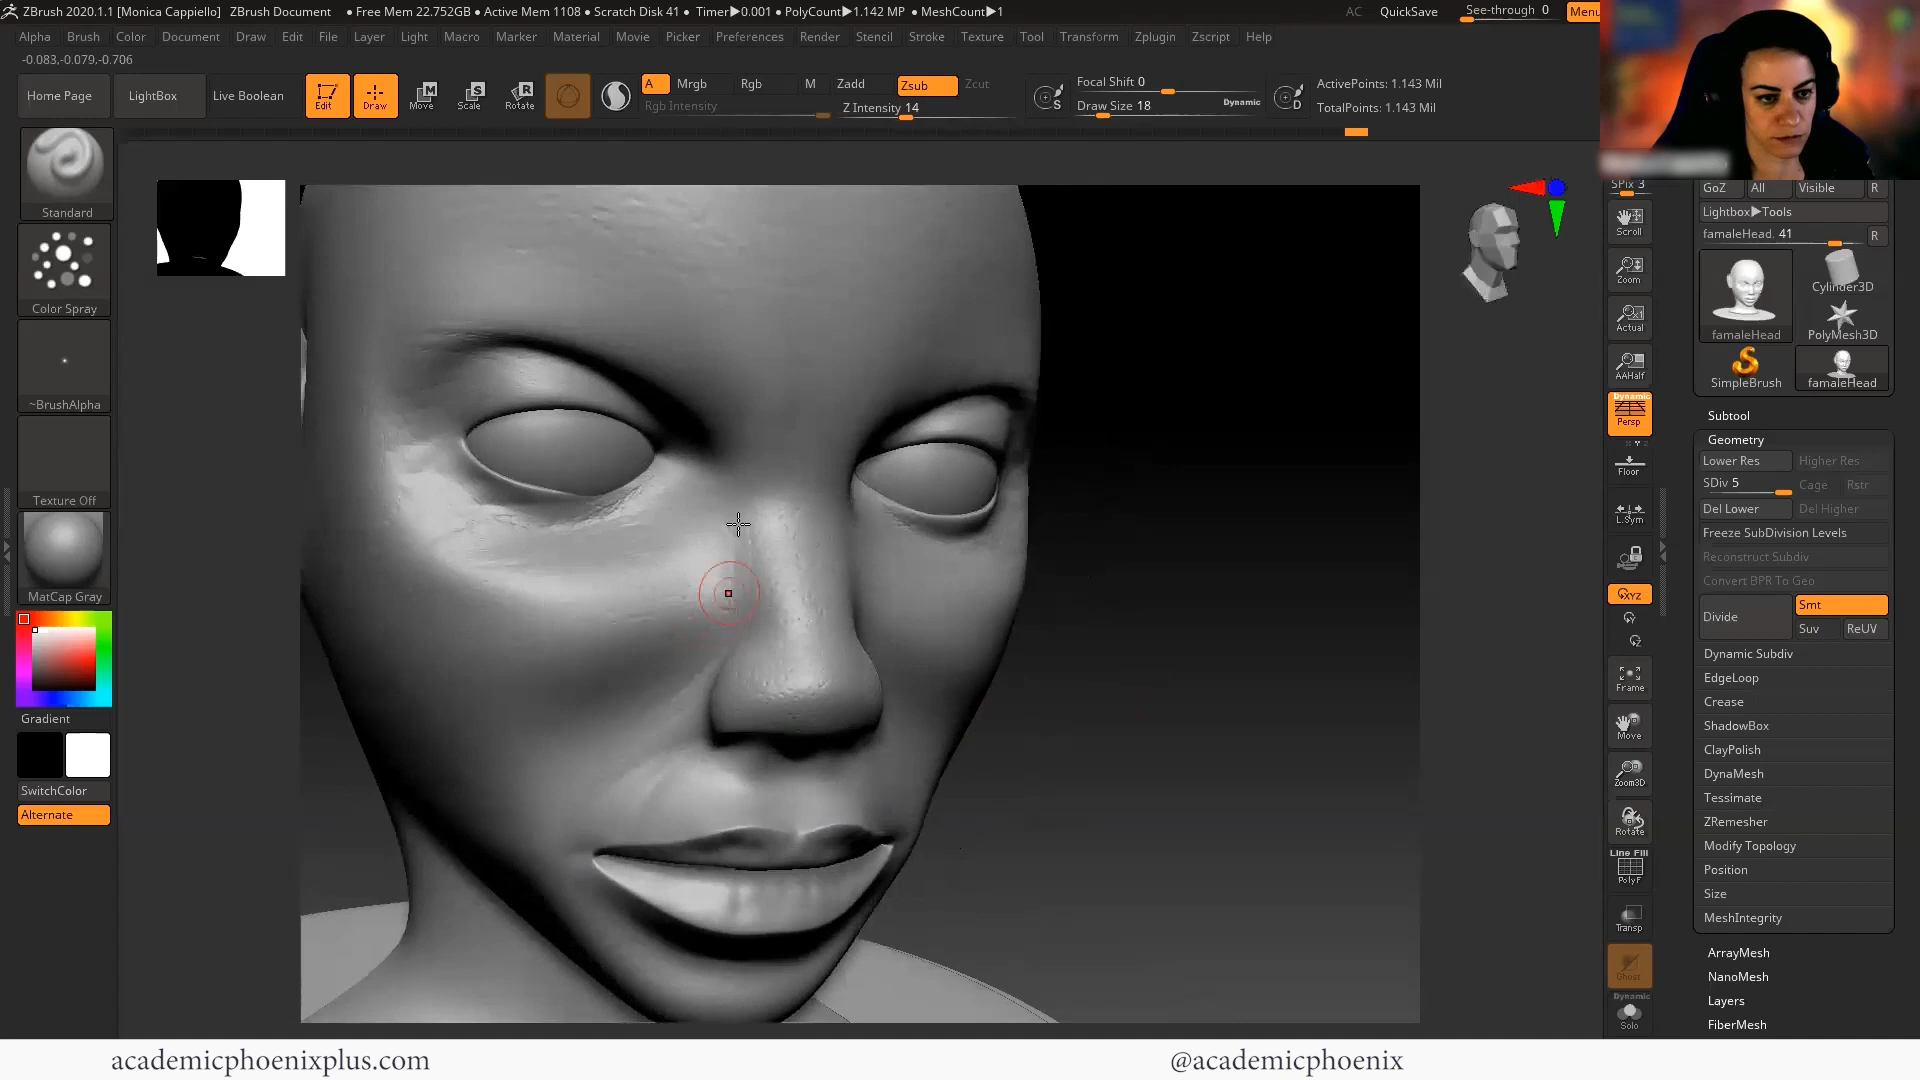 ZBrush 2020.1.1 [Monica Cappiello] ZBrush Document • Free Mem 22.752GB • Active Mem 1108 • Scratch Disk 41 • Timer▶0.001 • PolyCount▶1.142 MP • MeshCount▶1 AC QuickSave See-through 0 Menu
Alpha Brush Color Document Draw Edit File Layer Light Macro Marker Material Movie Picker Preferences Render Stencil Stroke Texture Tool Transform Zplugin Zscript Help
-0.083,-0.079,-0.706
Home Page LightBox Live Boolean Edit Draw Move Scale Rotate
A Mrgb Rgb M Zadd Zsub Zcut
Rgb Intensity Z Intensity 14
Focal Shift 0
Draw Size 18 Dynamic
ActivePoints: 1.143 Mil
TotalPoints: 1.143 Mil
Standard
Color Spray
~BrushAlpha
Texture Off
MatCap Gray
Gradient
SwitchColor
Alternate
SPix 3
Scroll
Zoom
Actual
AAHalf
Dynamic
Persp
Floor
L.Sym
XYZ
Frame
Move
Zoom3D
Rotate
Line Fill
PolyF
Transp
Ghost
Dynamic
Solo
GoZ All Visible R
Lightbox▶Tools
famaleHead. 41 R
famaleHead
Cylinder3D
PolyMesh3D
SimpleBrush
famaleHead
Subtool
Geometry
Lower Res Higher Res
SDiv 5 Cage Rstr
Del Lower Del Higher
Freeze SubDivision Levels
Reconstruct Subdiv
Convert BPR To Geo
Divide Smt
Suv ReUV
Dynamic Subdiv
EdgeLoop
Crease
ShadowBox
ClayPolish
DynaMesh
Tessimate
ZRemesher
Modify Topology
Position
Size
MeshIntegrity
ArrayMesh
NanoMesh
Layers
FiberMesh
academicphoenixplus.com
@academicphoenix